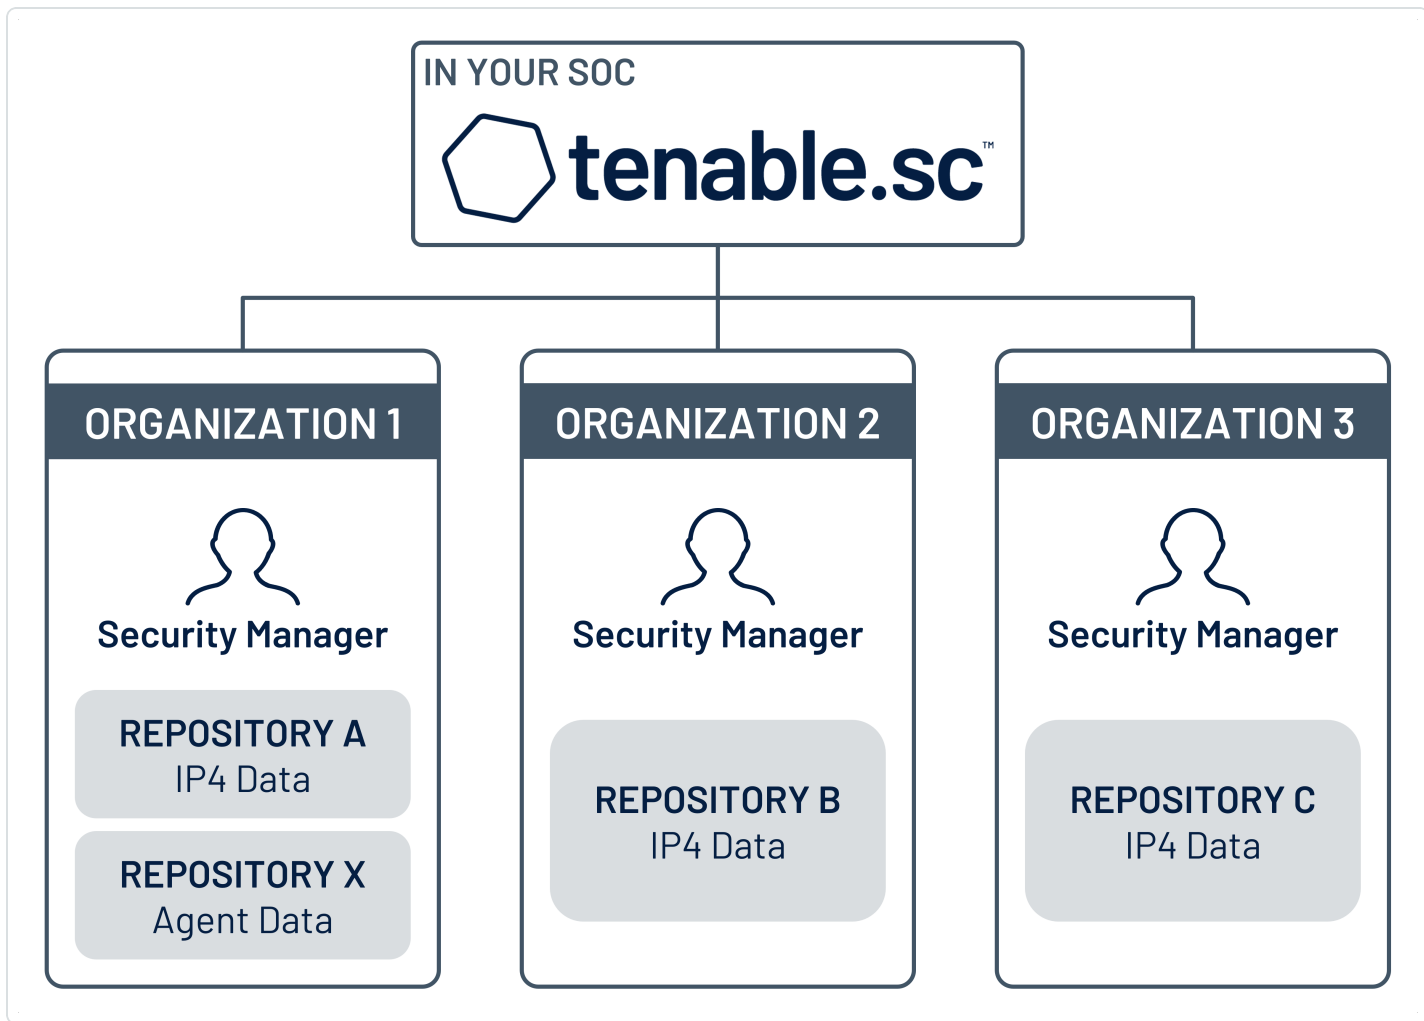 IN YOUR SOC
tenable.sc™
ORGANIZATION 1
Security Manager
REPOSITORY A
IP4 Data
REPOSITORY X
Agent Data
ORGANIZATION 2
Security Manager
REPOSITORY B
IP4 Data
ORGANIZATION 3
Security Manager
REPOSITORY C
IP4 Data